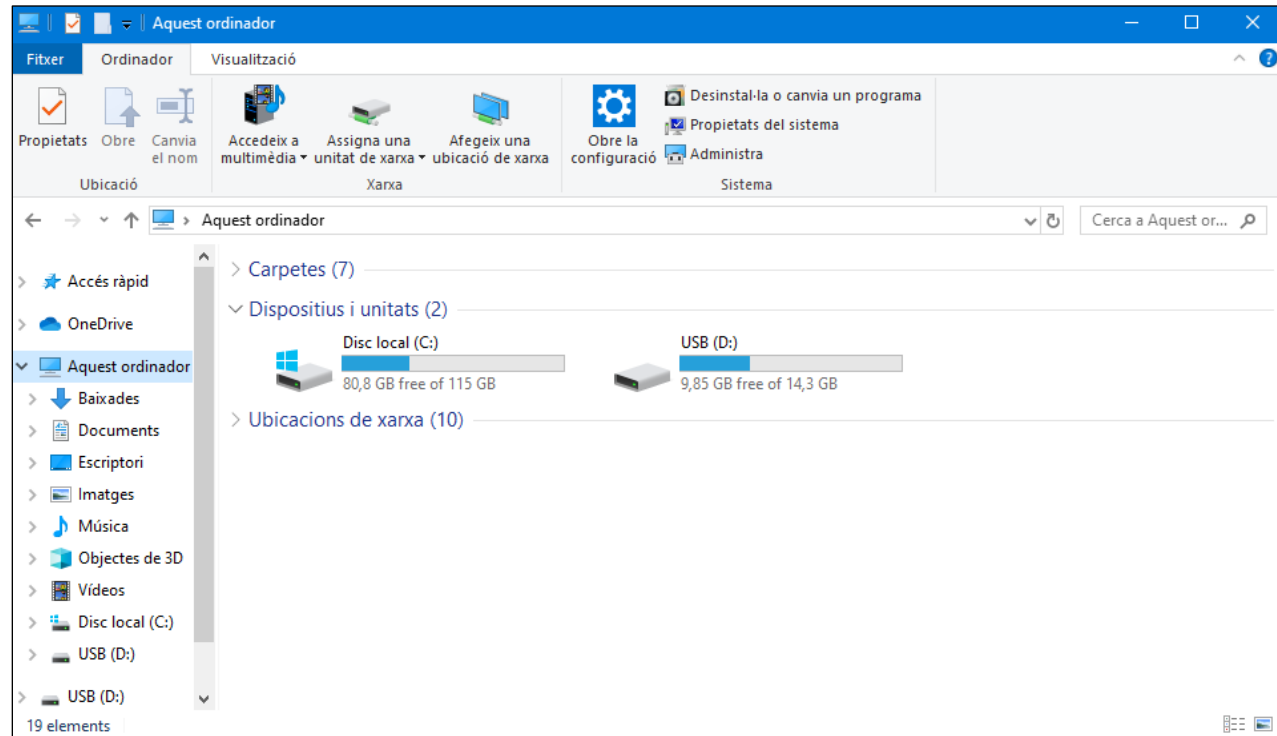 Aquest ordinador
Fitxer
Ordinador
Visualització
Propietats
Obre
Canvia
el nom
Accedeix a
multimèdia
Assigna una
unitat de xarxa
Afegeix una
ubicació de xarxa
Obre la
configuració
Desinstal·la o canvia un programa
Propietats del sistema
Administra
Ubicació
Xarxa
Sistema
Aquest ordinador
Cerca a Aquest or...
Accés ràpid
OneDrive
Aquest ordinador
Baixades
Documents
Escriptori
Imatges
Música
Objectes de 3D
Vídeos
Disc local (C:)
USB (D:)
USB (D:)
Carpetes (7)
Dispositius i unitats (2)
Disc local (C:)
80,8 GB free of 115 GB
USB (D:)
9,85 GB free of 14,3 GB
Ubicacions de xarxa (10)
19 elements